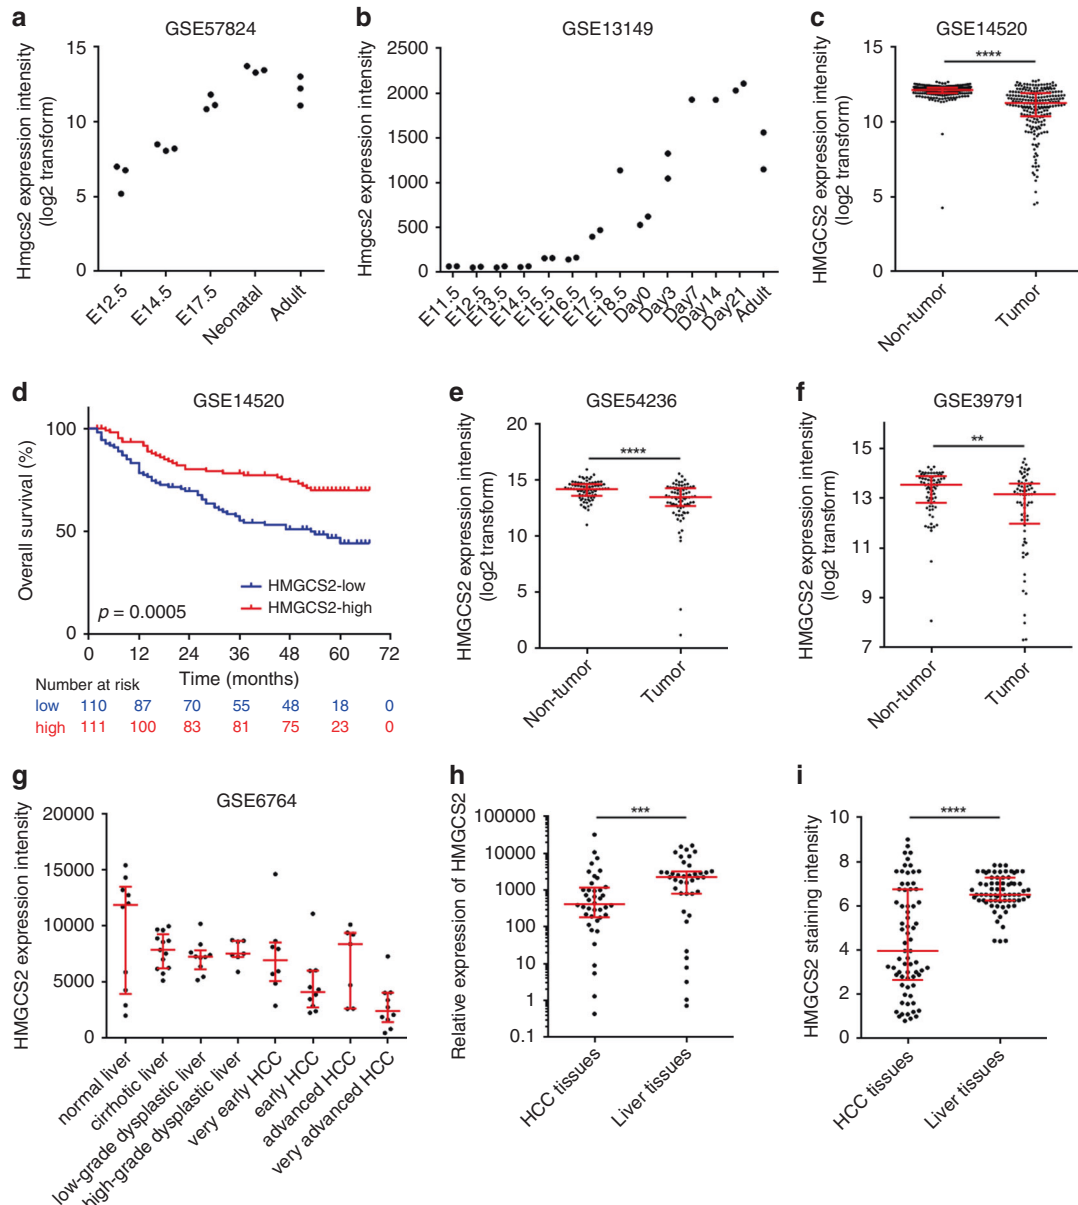 a
GSE57824
Hmgcs2 expression intensity
(log2 transform)
15
10
5
0
E12.5
E14.5
E17.5
Neonatal
Adult
b
GSE13149
Hmgcs2 expression intensity
2500
2000
1500
1000
500
0
E11.5
E12.5
E13.5
E14.5
E15.5
E16.5
E17.5
E18.5
Day0
Day3
Day7
Day14
Day21
Adult
c
GSE14520
HMGCS2 expression intensity
(log2 transform)
15
10
5
0
****
Non-tumor
Tumor
d
GSE14520
Overall survival (%)
100
50
0
HMGCS2-low
HMGCS2-high
p = 0.0005
0 12 24 36 48 60 72
Time (months)
Number at risk
low 110 87 70 55 48 18 0
high 111 100 83 81 75 23 0
e
GSE54236
HMGCS2 expression intensity
(log2 transform)
20
15
10
5
0
****
Non-tumor
Tumor
f
GSE39791
HMGCS2 expression intensity
(log2 transform)
15
13
11
9
7
**
Non-tumor
Tumor
g
GSE6764
HMGCS2 expression intensity
20000
15000
10000
5000
0
normal liver
cirrhotic liver
low-grade dysplastic liver
high-grade dysplastic liver
very early HCC
early HCC
advanced HCC
very advanced HCC
h
Relative expression of HMGCS2
100000
10000
1000
100
10
1
0.1
***
HCC tissues
Liver tissues
i
HMGCS2 staining intensity
10
8
6
4
2
0
****
HCC tissues
Liver tissues